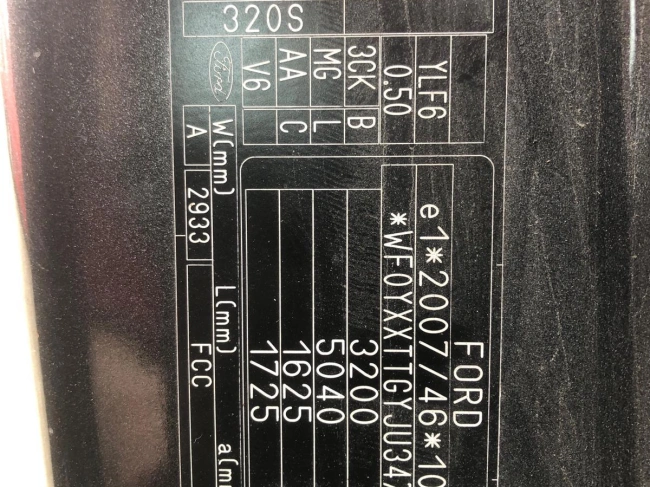 320S
FORD
e1*2007/46*10
*WF0YXXTTGYJU34
YLF6
0.50
3CK B 3200
MG L 5040
AA C 1625
V6 1725
Ford
W(mm) L(mm) a(m
A 2933 FCC